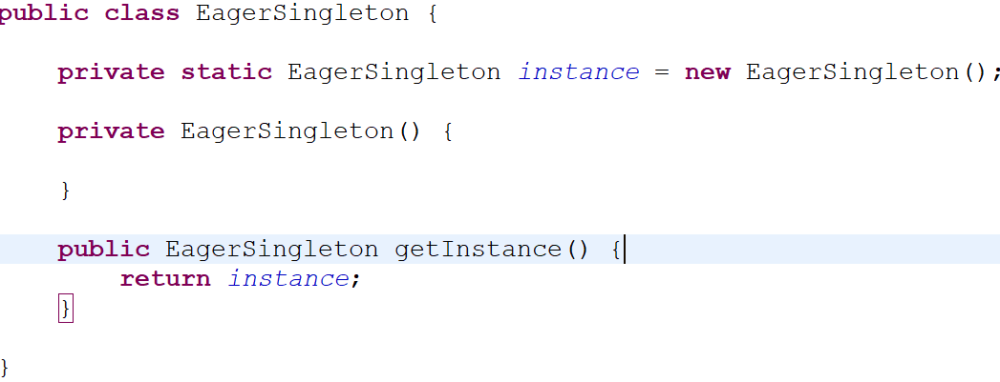 public class EagerSingleton {
private static EagerSingleton instance = new EagerSingleton();
private EagerSingleton() {
}
public EagerSingleton getInstance() {
return instance;
}
}